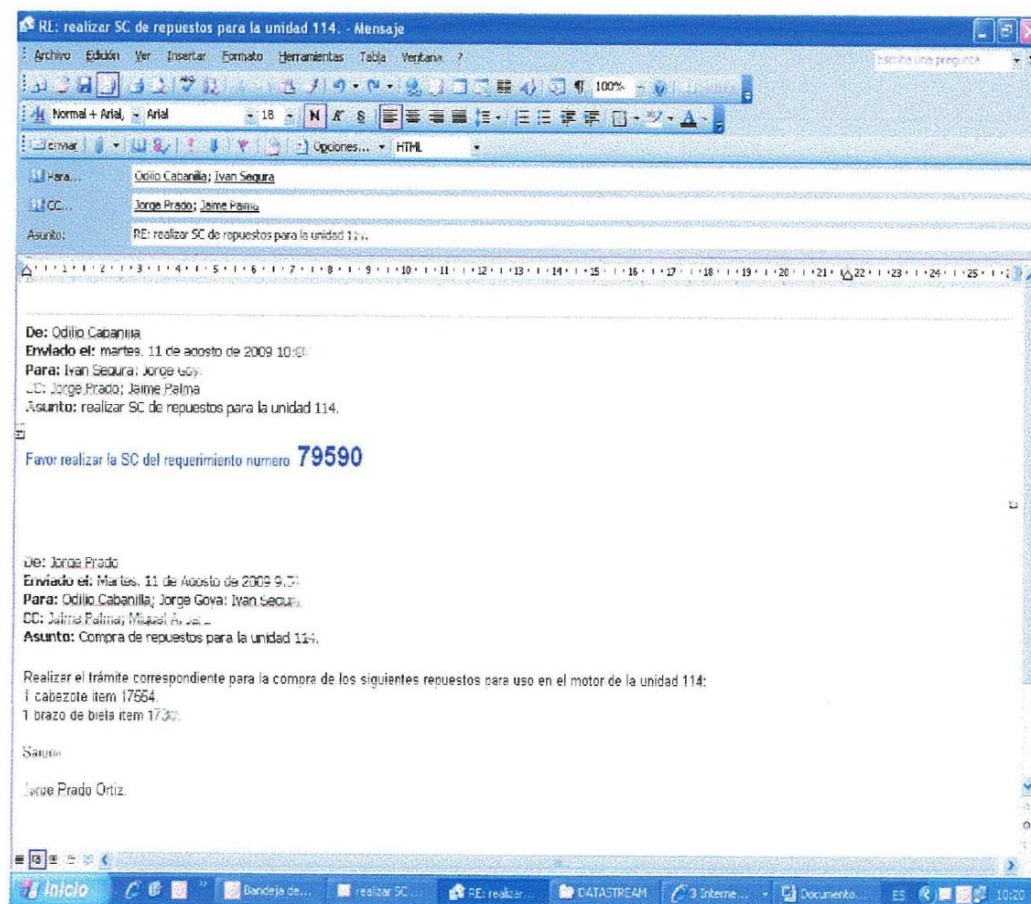 RE: realizar SC de repuestos para la unidad 114. - Mensaje
Archivo Edición Ver Insertar Formato Herramientas Tabla Ventana ?
Escriba una pregunta
100%
Normal + Arial, Arial 18 N K S
Enviar Opciones... HTML
Para... Odilio Cabanilla; Ivan Segura
CC... Jorge Prado; Jaime Palma
Asunto: RE: realizar SC de repuestos para la unidad
De: Odilio Cabanilla
Enviado el: martes, 11 de agosto de 2009
Para: Ivan Segura; Jorge
CC: Jorge Prado; Jaime Palma
Asunto: realizar SC de repuestos para la unidad 114.
Favor realizar la SC del requerimiento numero 79590
De: Jorge Prado
Enviado el: Martes, 11 de Agosto de 2009
Para: Odilio Cabanilla; Jorge Goya; Ivan Segura
CC: Jaime Palma; Miguel
Asunto: Compra de repuestos para la unidad 114.
Realizar el trámite correspondiente para la compra de los siguientes repuestos para uso en el motor de la unidad 114:
1 cabezote item 17554.
1 brazo de biela item
Jorge Prado Ortiz.
Inicio Bandeja de... realizar SC ... RE: realizar... DATASTREAM 3 Interne... Documento... ES 10:20